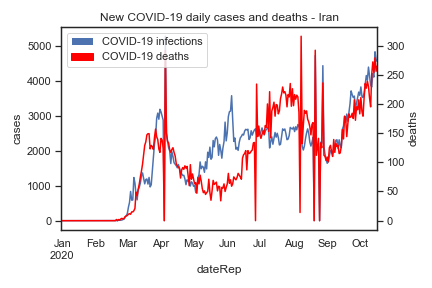 New COVID-19 daily cases and deaths - Iran
COVID-19 infections
COVID-19 deaths
5000
4000
3000
2000
1000
0
cases
300
250
200
150
100
50
0
deaths
Jan Feb Mar Apr May Jun Jul Aug Sep Oct
2020
dateRep